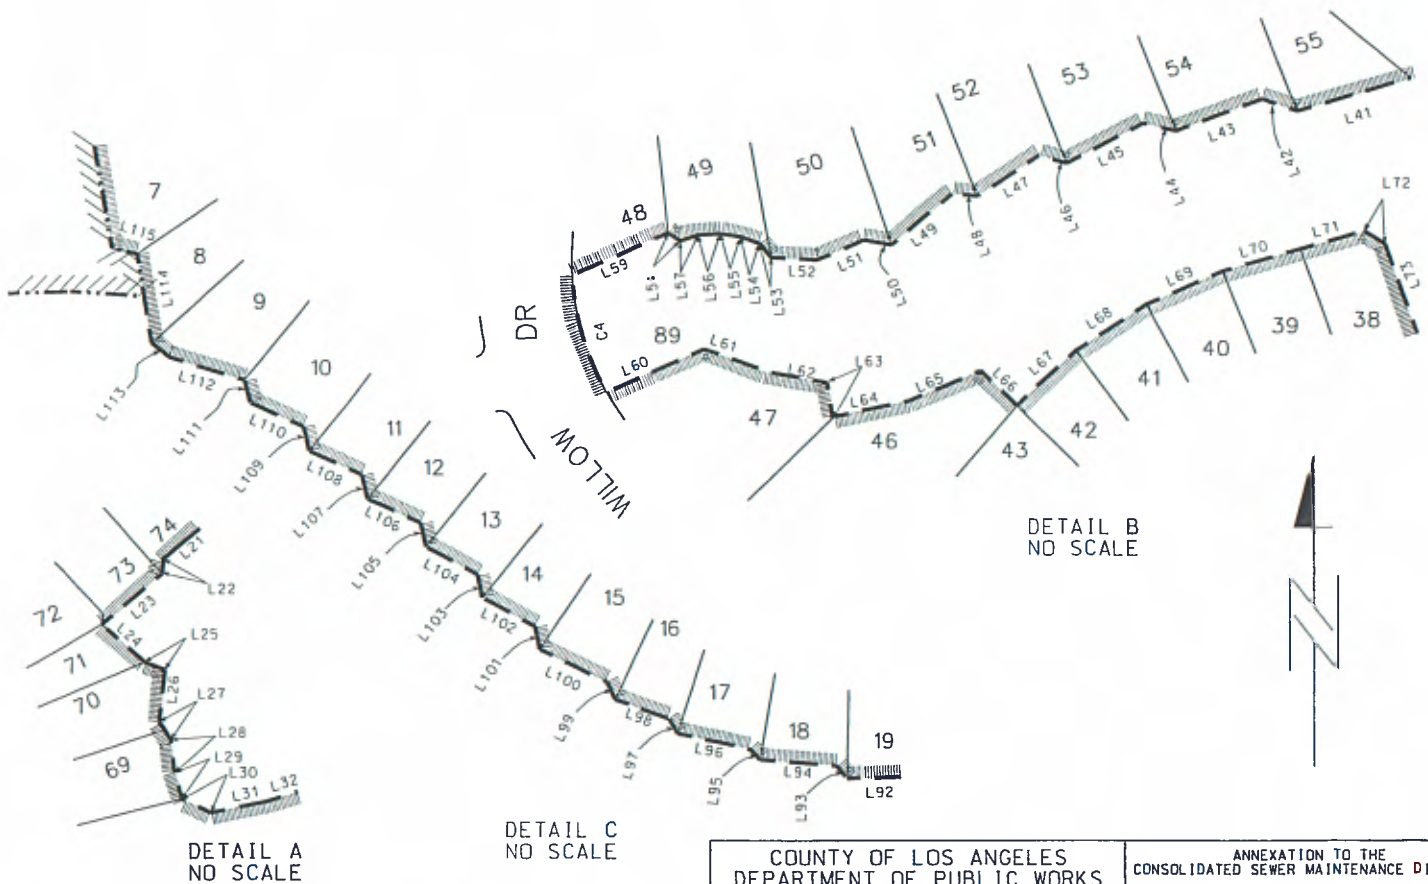 7
L115
8
L114
9
L113
L112
10
L111
L110
11
L109
L108
12
L107
L106
13
L105
L104
14
L103
L102
15
L101
L100
16
L99
L98
17
L97
L96
18
L95
L94
19
L93
L92
DETAIL C
NO SCALE
74
L21
L22
73
L23
72
L24
L25
71
70
L26
L27
L28
69
L29
L30
L31
L32
DETAIL A
NO SCALE
48
L59
49
L57
L56
L55
L54
L53
50
L52
L51
L50
51
L49
52
L48
L47
53
L46
L45
54
L44
L43
55
L42
L41
DR
WILLOW
C4
L60
89
L61
L62
L63
47
L64
46
L65
L66
43
L67
42
L68
41
L69
40
L70
39
L71
38
L72
L73
DETAIL B
NO SCALE
COUNTY OF LOS ANGELES
DEPARTMENT OF PUBLIC WORKS
ANNEXATION TO THE
CONSOLIDATED SEWER MAINTENANCE